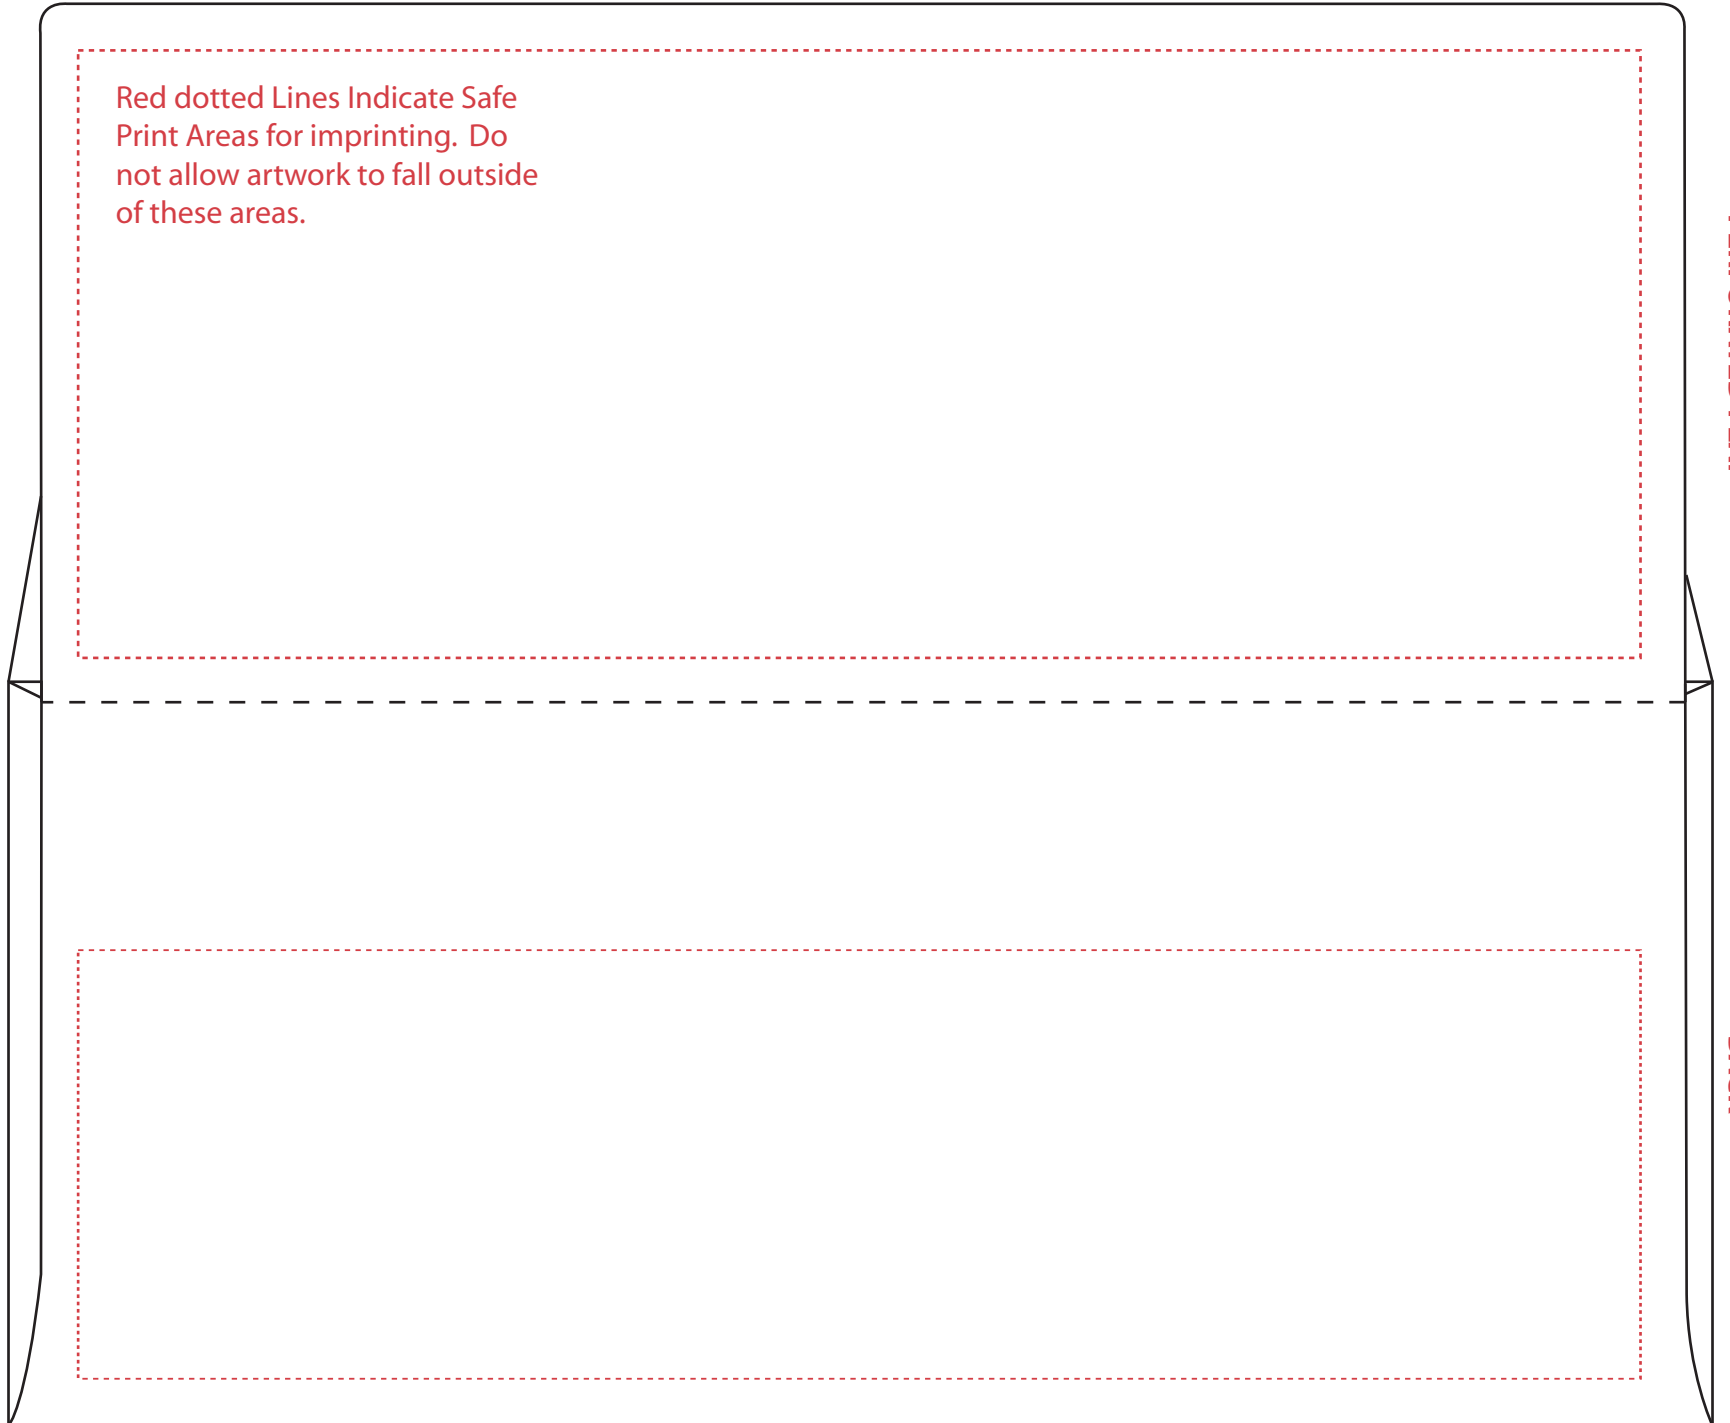 Red dotted Lines Indicate Safe
Print Areas for imprinting. Do
not allow artwork to fall outside
of these areas.